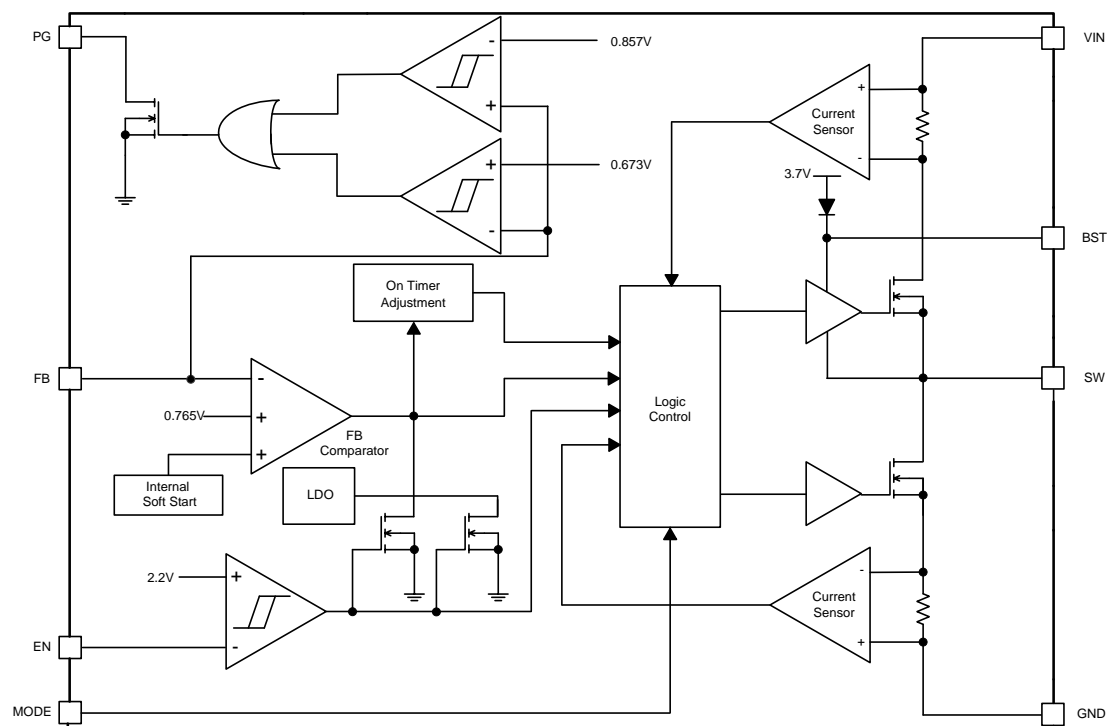 PG
0.857V
VIN
-
+
+
Current
Sensor
-
+
0.673V
3.7V
-
BST
On Timer
Adjustment
FB
-
SW
0.765V
+
Logic
Control
FB
Comparator
+
Internal
Soft Start
LDO
2.2V
+
-
Current
Sensor
+
EN
-
MODE
GND